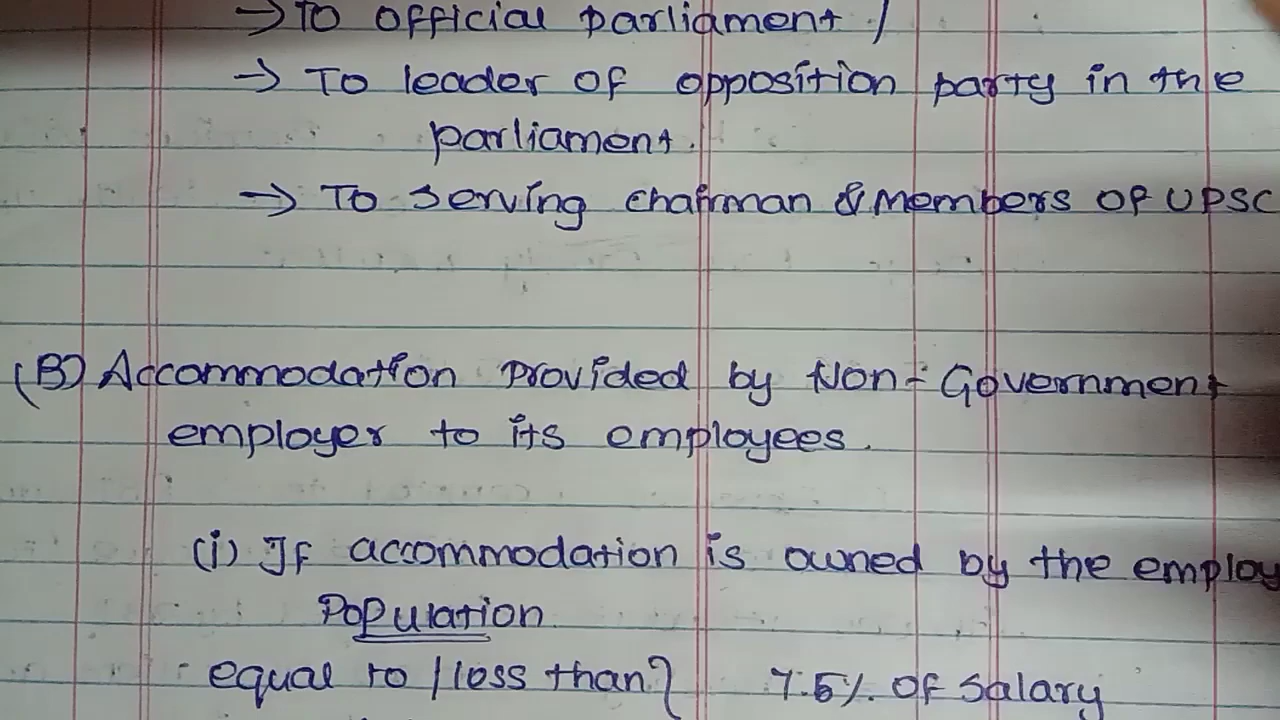 → To official parliament /
→ To leader of opposition party in the
parliament.
→ To serving chairman & members of UPSC
(B) Accommodation provided by Non-Government
employer to its employees.
(i) If accommodation is owned by the employ
Population
equal to / less than} 7.5% of salary